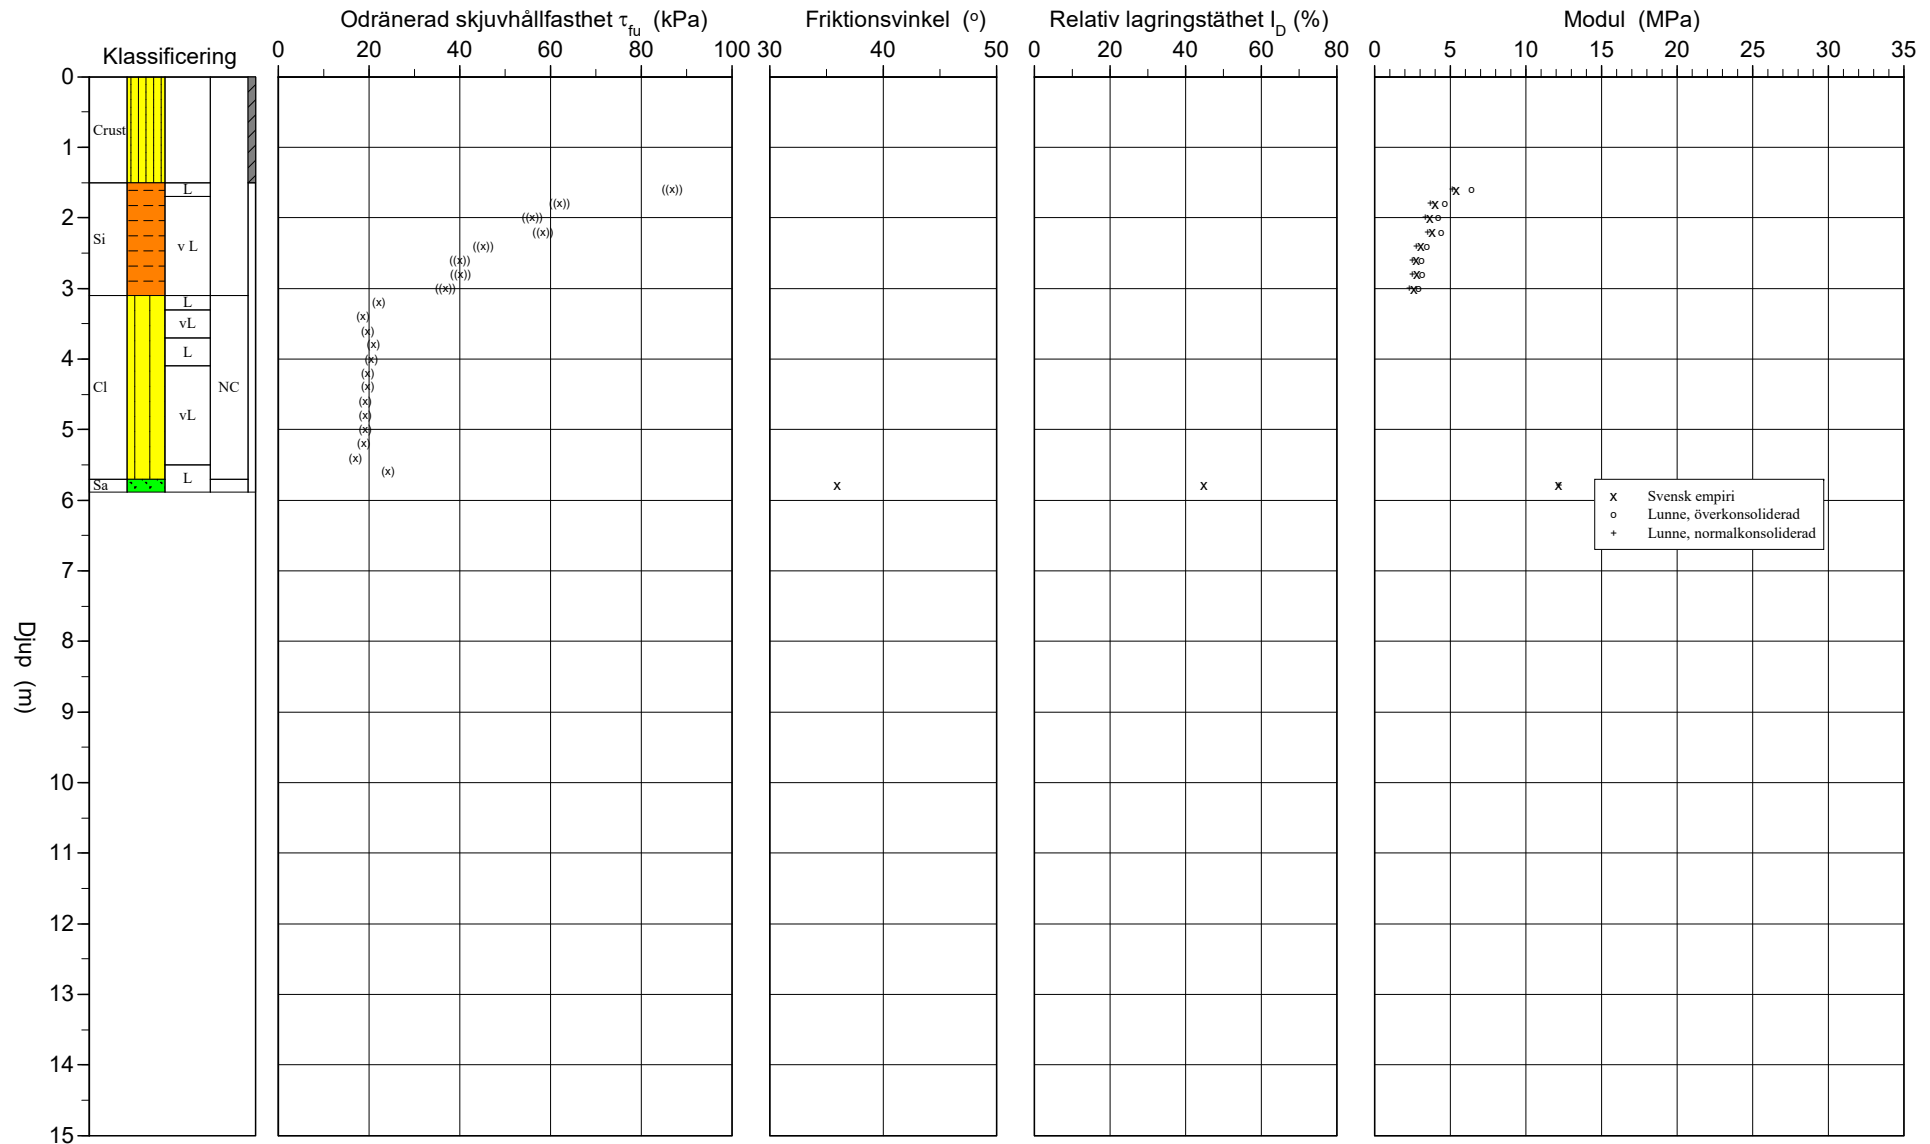 Klassificering
Odränerad skjuvhållfasthet τfu (kPa)
Friktionsvinkel (o)
Relativ lagringstäthet ID (%)
Modul (MPa)
0 20 40 60 80 100
30 40 50
0 20 40 60 80
0 5 10 15 20 25 30 35
Djup (m)
0
1
2
3
4
5
6
7
8
9
10
11
12
13
14
15
Crust
Si
Cl
Sa
L
v L
L
vL
L
vL
L
NC
((x))
((x))
((x))
((x))
((x))
((x))
((x))
((x))
(x)
(x)
(x)
(x)
(x)
(x)
(x)
(x)
(x)
(x)
(x)
(x)
(x)
x
x
x Svensk empiri
o Lunne, överkonsoliderad
+ Lunne, normalkonsoliderad